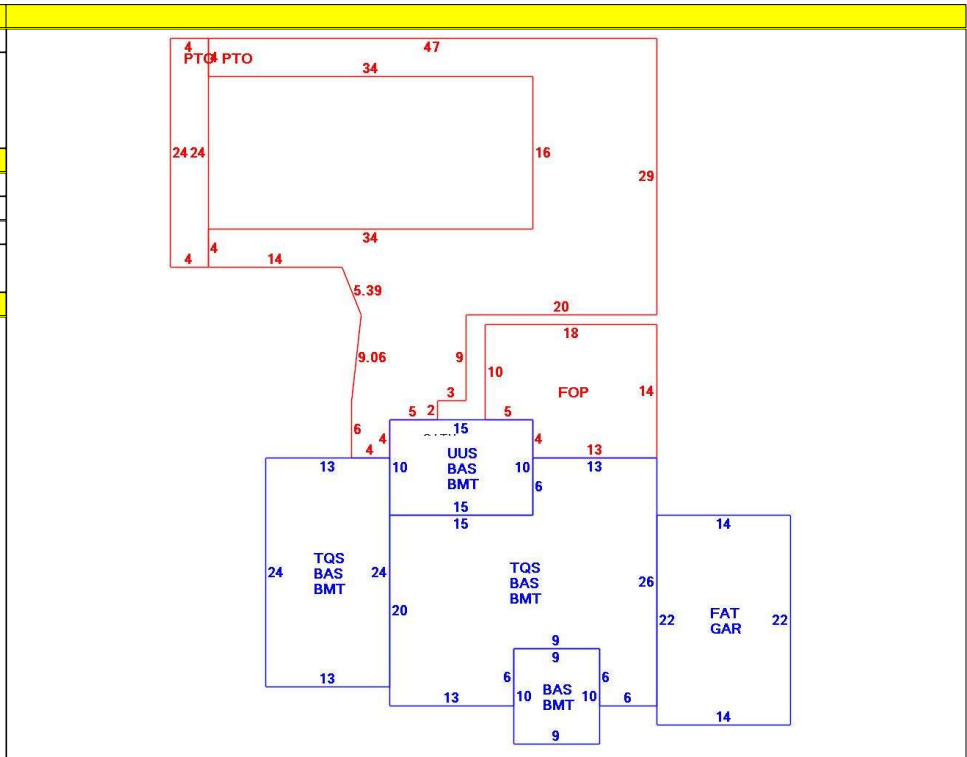 4 47
PTO 4 PTO
34
24 24 16
29
34
4
4 14
5.39
20
18
9.06 9
10
3 FOP 14
5 2 5
15
6 4 4
4 13
13 UUS 13
10 BAS 10
BMT 6
15
15 14
TQS
24 BAS 24
BMT
TQS
BAS 26
BMT
20 FAT
22 GAR 22
9
9
6 6
13 BAS
10 BMT 10
13 6
9 14